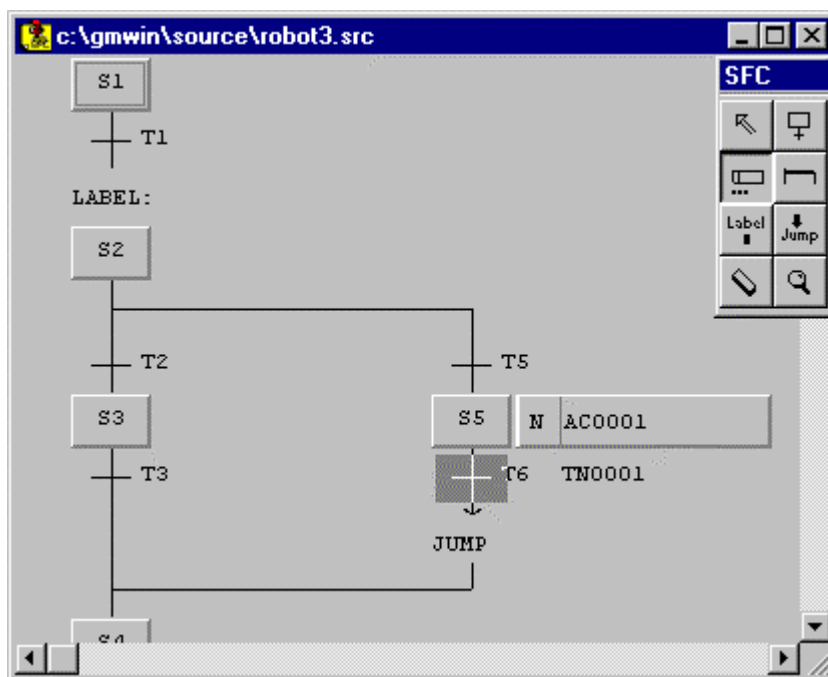 c:\gmwin\source\robot3.src
SFC
S1
T1
LABEL:
Label
Jump
S2
T2
T5
S3
S5
N
AC0001
T3
T6
TN0001
JUMP
S4